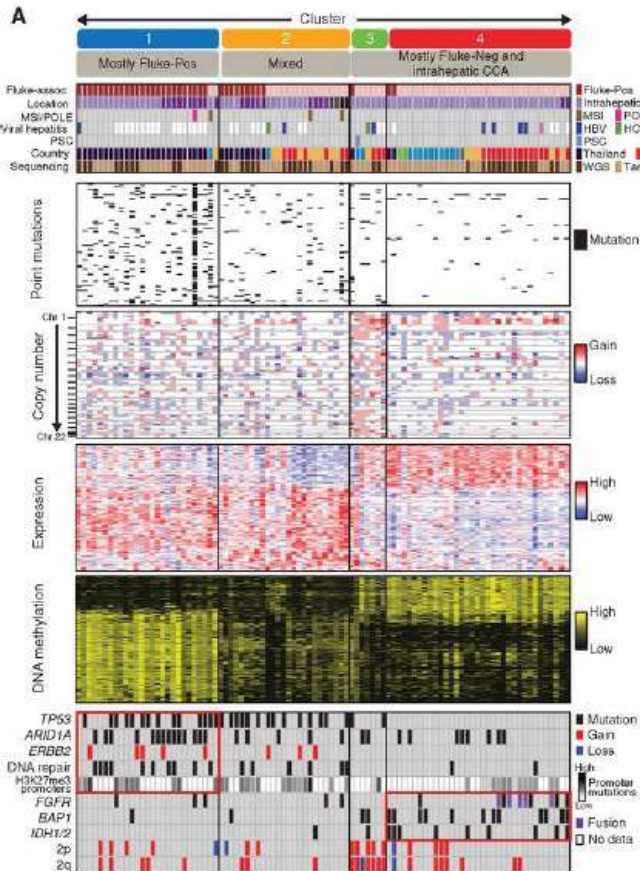 A
Cluster
1 2 3 4
Mostly Fluke-Pos Mixed Mostly Fluke-Neg and
intrahepatic CCA
Fluke-assoc Fluke-Pos
Location Intrahepatic
MSI/POLE MSI PO
Viral hepatitis HBV HC
PSC PSC
Country Thailand
Sequencing WGS Tar
Point mutations
Mutation
Chr 1
Copy number
Gain
Loss
Chr 22
Expression
High
Low
DNA methylation
High
Low
TP53 Mutation
ARID1A Gain
ERBB2 Loss
DNA repair High
H3K27me3
promoters
Promoter
mutations
Low
FGFR
BAP1 Fusion
IDH1/2 No data
2p
2q